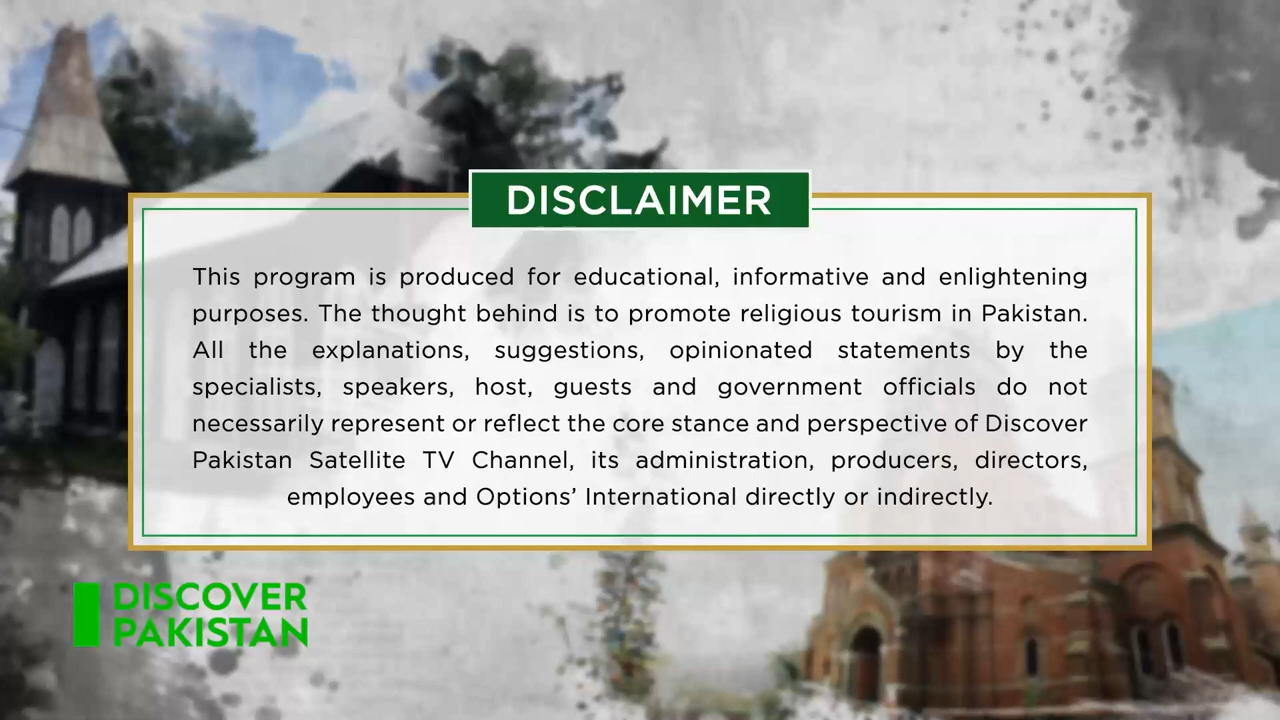 DISCLAIMER
This program is produced for educational, informative and enlightening
purposes. The thought behind is to promote religious tourism in Pakistan.
All the explanations, suggestions, opinionated statements by the
specialists, speakers, host, guests and government officials do not
necessarily represent or reflect the core stance and perspective of Discover
Pakistan Satellite TV Channel, its administration, producers, directors,
employees and Options’ International directly or indirectly.
DISCOVER
PAKISTAN